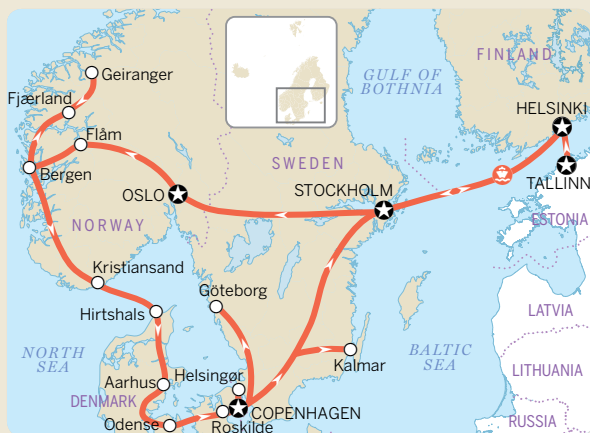 FINLAND
GULF OF
BOTHNIA
Geiranger
HELSINKI
Fjærland
Flåm
SWEDEN
Bergen
TALLINN
OSLO
STOCKHOLM
ESTONIA
NORWAY
Kristiansand
Göteborg
Hirtshals
LATVIA
NORTH
SEA
BALTIC
SEA
Kalmar
LITHUANIA
Helsingør
Aarhus
DENMARK
COPENHAGEN
Roskilde
Odense
RUSSIA